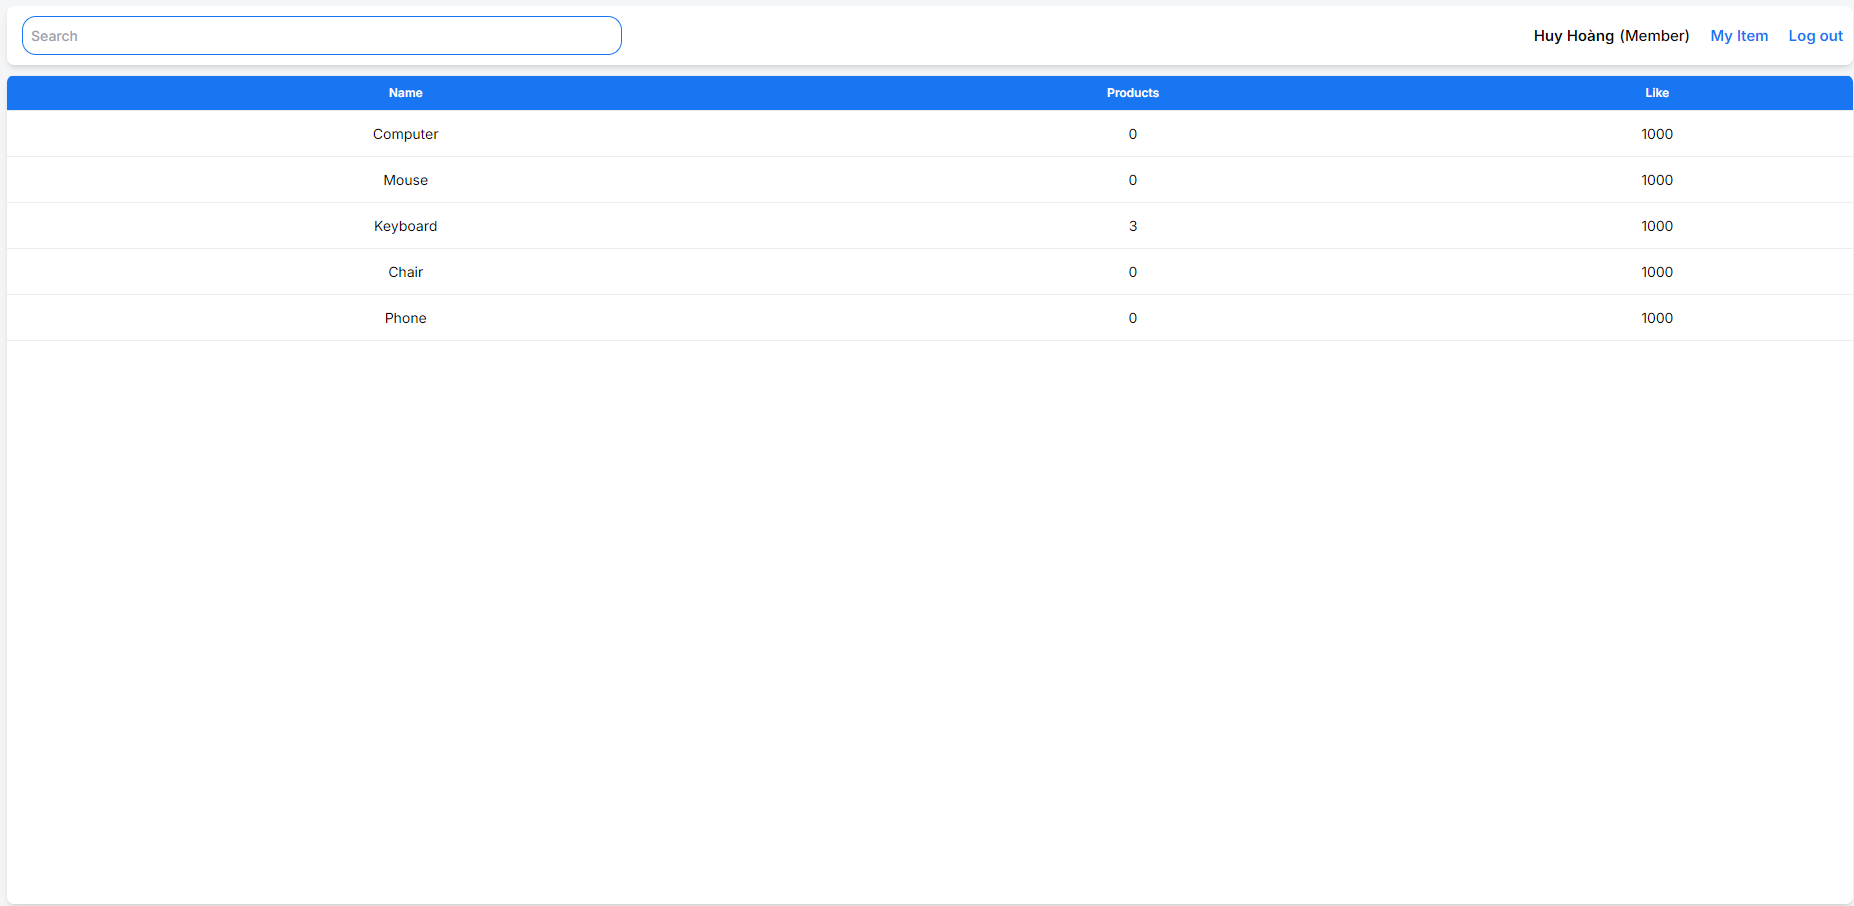 Search Huy Hoàng (Member) My Item Log out
Name Products Like
Computer 0 1000
Mouse 0 1000
Keyboard 3 1000
Chair 0 1000
Phone 0 1000